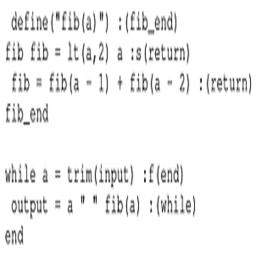 define("fib(a)") :(fib_end)
fib fib = lt(a,2) a :s(return)
fib = fib(a - 1) + fib(a - 2) :(return)
fib_end
while a = trim(input) :f(end)
output = a " " fib(a) :(while)
end